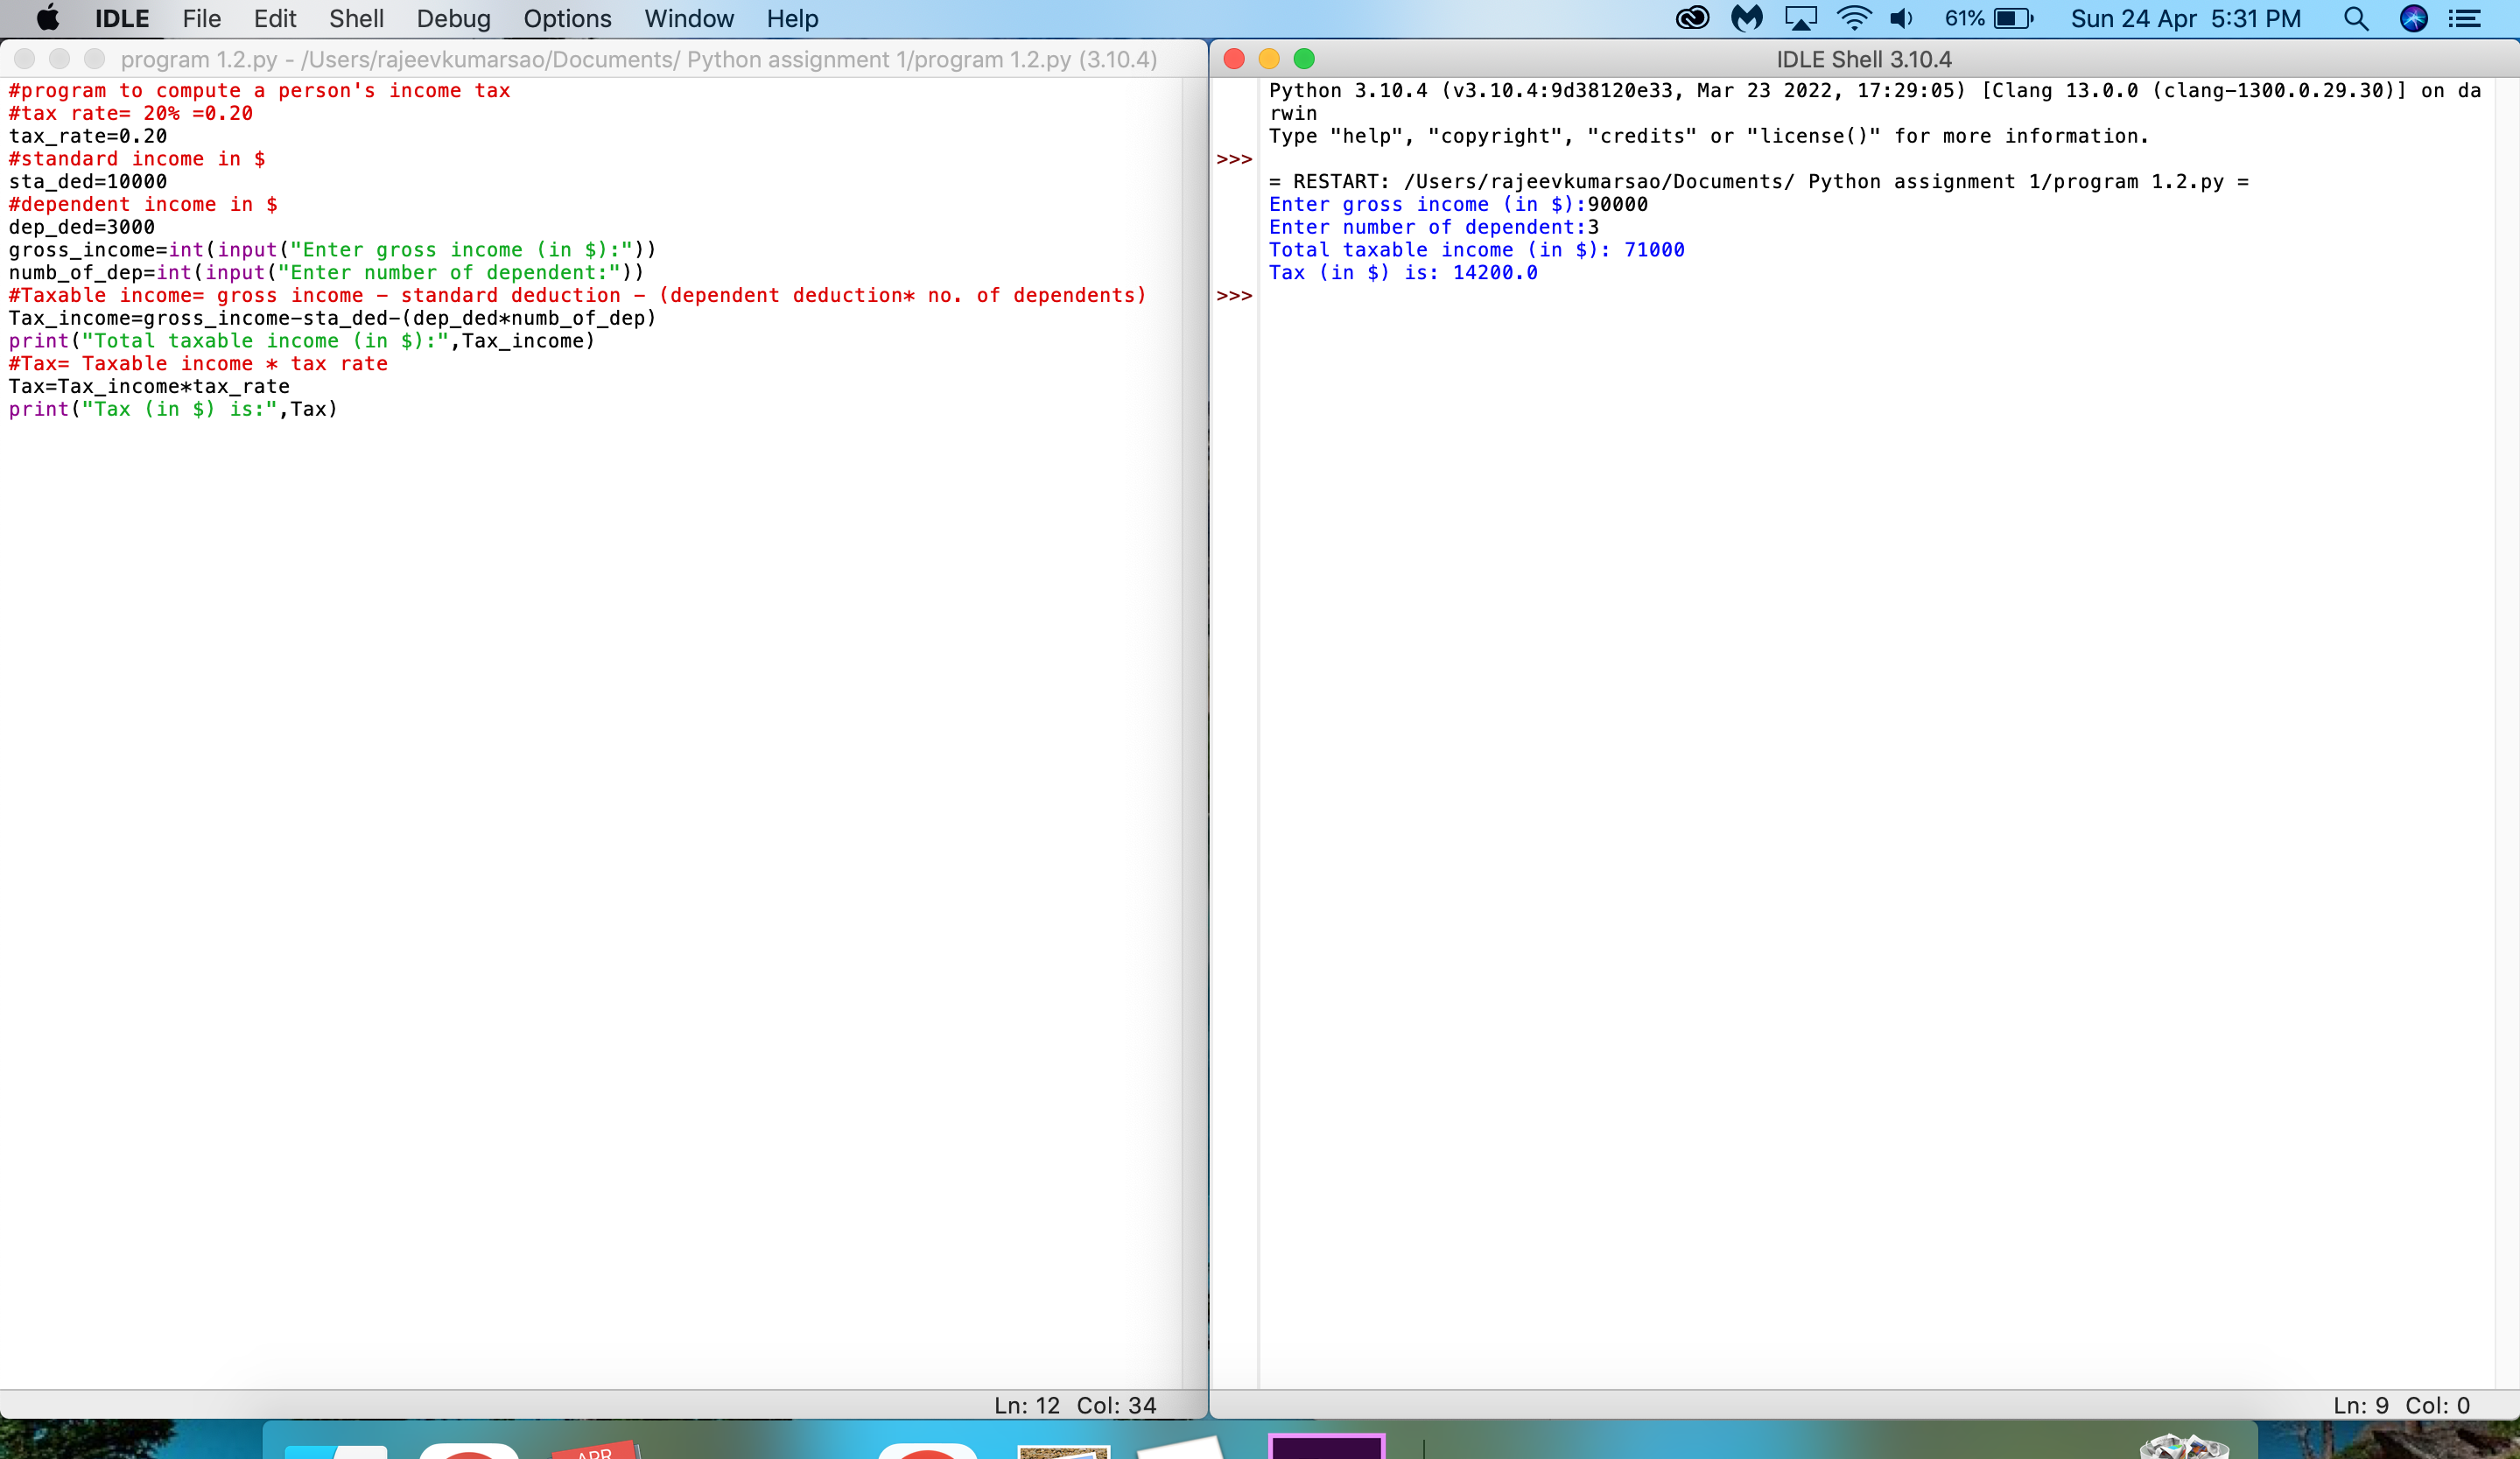 IDLE File Edit Shell Debug Options Window Help 61% Sun 24 Apr 5:31 PM
program 1.2.py - /Users/rajeevkumarsao/Documents/ Python assignment 1/program 1.2.py (3.10.4)
#program to compute a person's income tax
#tax rate= 20% =0.20
tax_rate=0.20
#standard income in $
sta_ded=10000
#dependent income in $
dep_ded=3000
gross_income=int(input("Enter gross income (in $):"))
numb_of_dep=int(input("Enter number of dependent:"))
#Taxable income= gross income - standard deduction - (dependent deduction* no. of dependents)
Tax_income=gross_income-sta_ded-(dep_ded*numb_of_dep)
print("Total taxable income (in $):",Tax_income)
#Tax= Taxable income * tax rate
Tax=Tax_income*tax_rate
print("Tax (in $) is:",Tax)
Ln: 12 Col: 34
IDLE Shell 3.10.4
Python 3.10.4 (v3.10.4:9d38120e33, Mar 23 2022, 17:29:05) [Clang 13.0.0 (clang-1300.0.29.30)] on da
rwin
Type "help", "copyright", "credits" or "license()" for more information.
>>>
= RESTART: /Users/rajeevkumarsao/Documents/ Python assignment 1/program 1.2.py =
Enter gross income (in $):90000
Enter number of dependent:3
Total taxable income (in $): 71000
Tax (in $) is: 14200.0
>>>
Ln: 9 Col: 0
APR